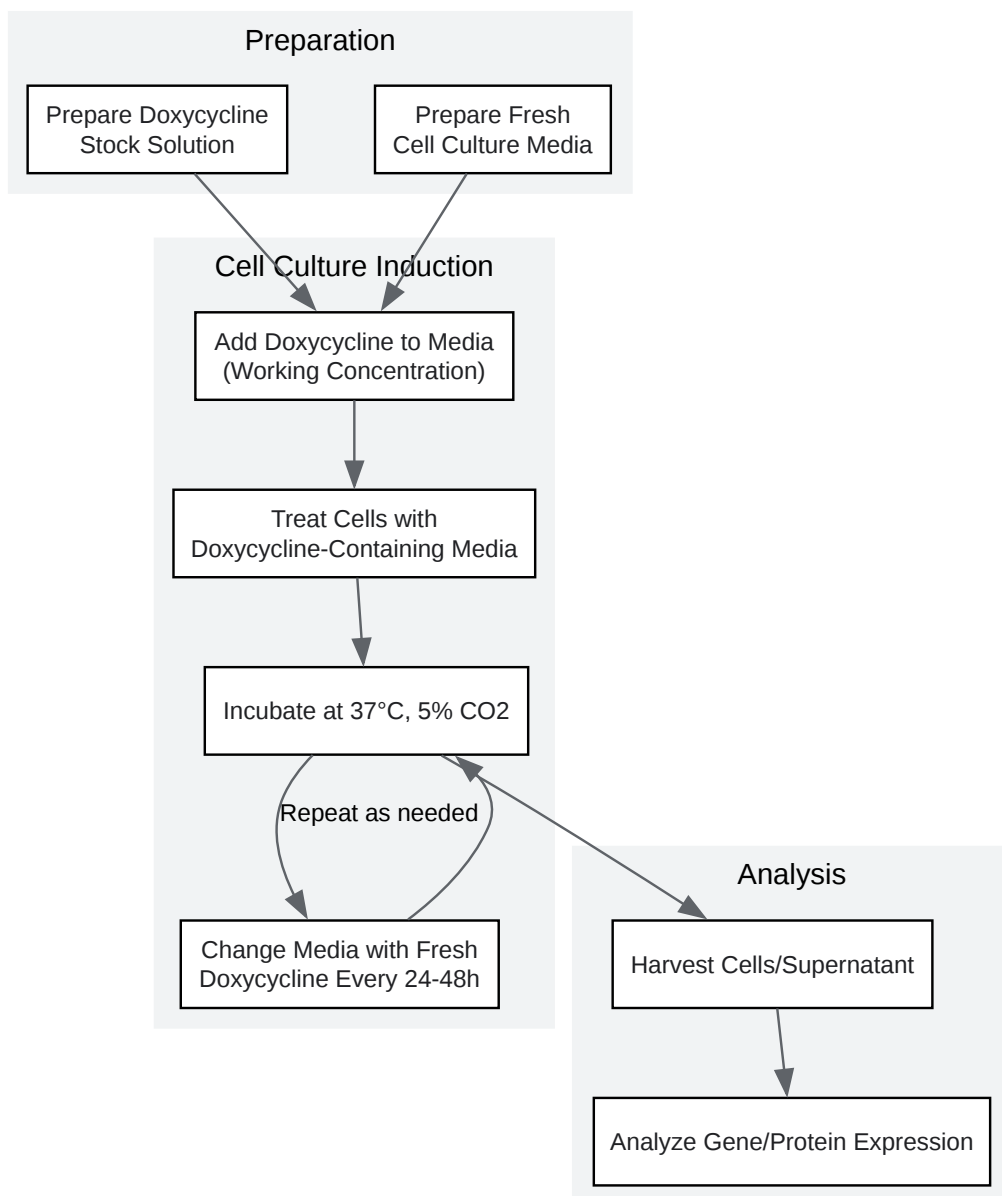 Preparation
Prepare Doxycycline
Stock Solution
Prepare Fresh
Cell Culture Media
Cell Culture Induction
Add Doxycycline to Media
(Working Concentration)
Treat Cells with
Doxycycline-Containing Media
Incubate at 37°C, 5% CO2
Repeat as needed
Change Media with Fresh
Doxycycline Every 24-48h
Analysis
Harvest Cells/Supernatant
Analyze Gene/Protein Expression